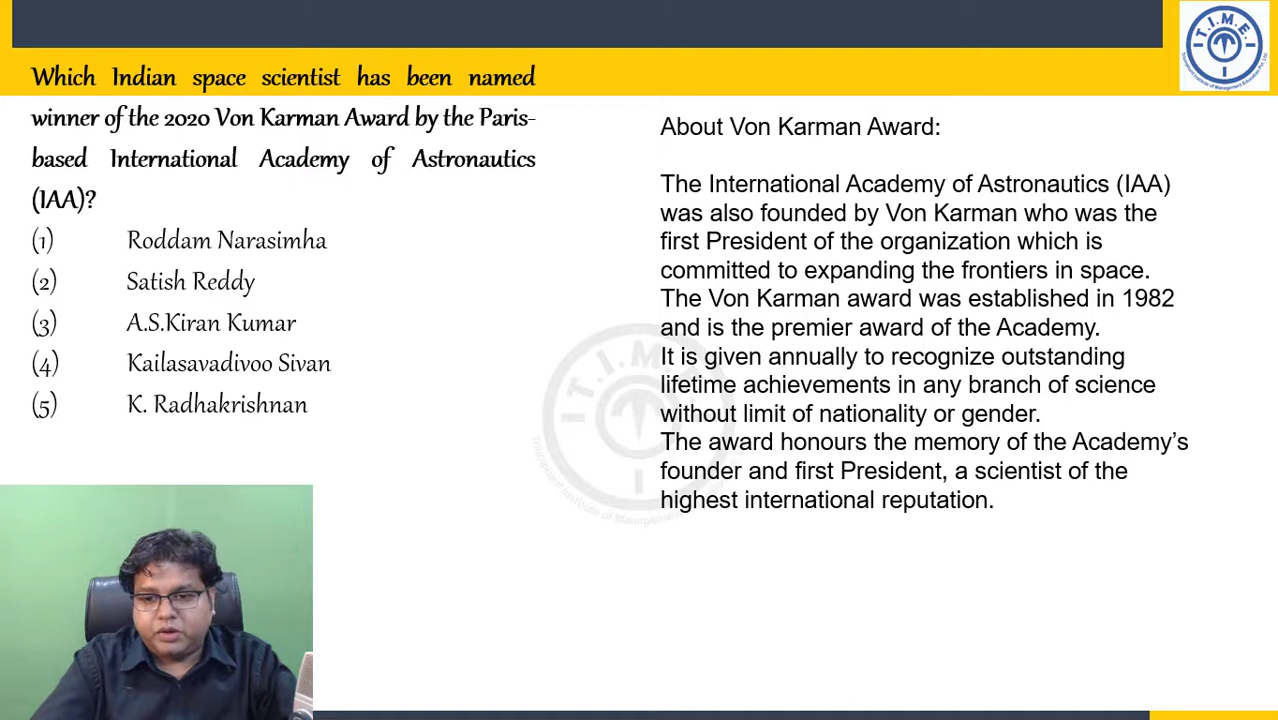 Which Indian space scientist has been named
winner of the 2020 Von Karman Award by the Paris-
based International Academy of Astronautics
(IAA)?
(1) Roddam Narasimha
(2) Satish Reddy
(3) A.S.Kiran Kumar
(4) Kailasavadivoo Sivan
(5) K. Radhakrishnan
T.I.M.E.
About Von Karman Award:
The International Academy of Astronautics (IAA)
was also founded by Von Karman who was the
first President of the organization which is
committed to expanding the frontiers in space.
The Von Karman award was established in 1982
and is the premier award of the Academy.
It is given annually to recognize outstanding
lifetime achievements in any branch of science
without limit of nationality or gender.
The award honours the memory of the Academy’s
founder and first President, a scientist of the
highest international reputation.
T.I.M.E.